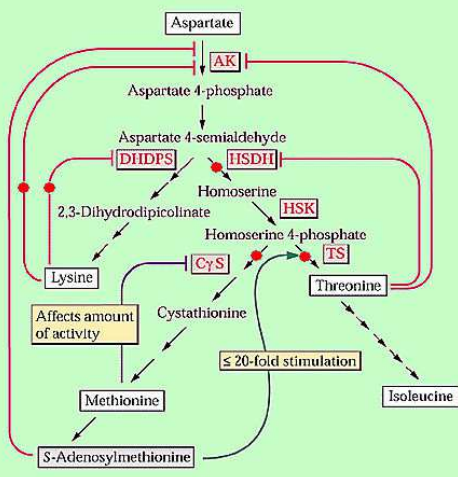 Aspartate
AK
Aspartate 4-phosphate
Aspartate 4-semialdehyde
DHDPS
HSDH
Homoserine
2,3-Dihydrodipicolinate
HSK
Homoserine 4-phosphate
CγS
TS
Lysine
Threonine
Affects amount
of activity
Cystathionine
≤ 20-fold stimulation
Methionine
Isoleucine
S-Adenosylmethionine